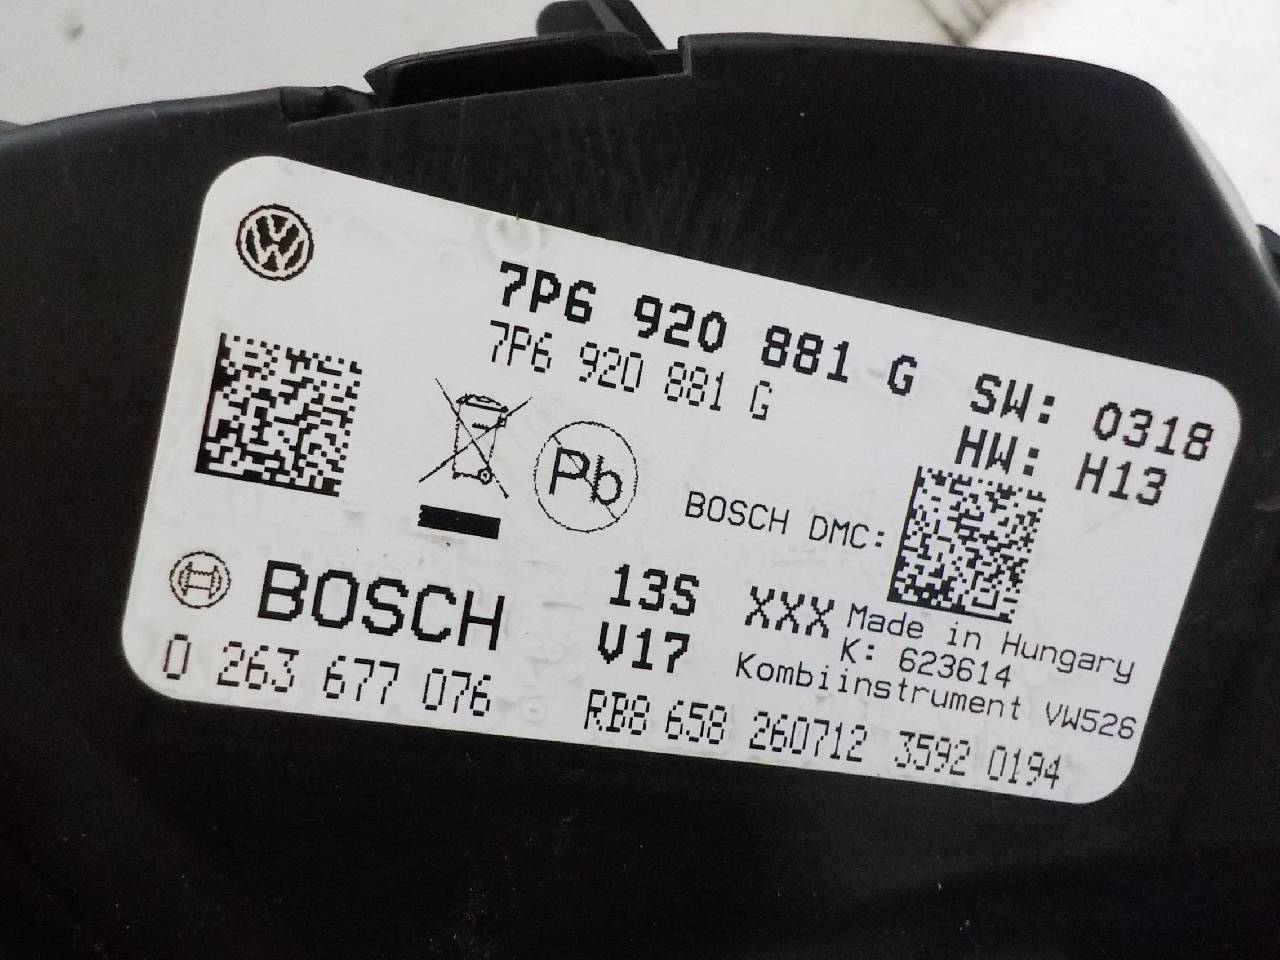 7P6 920 881 G
7P6 920 881 G
SW: 0318
HW: H13
Pb
BOSCH DMC:
BOSCH
13S
V17
XXX
Made in Hungary
K: 623614
Kombiinstrument VW526
0 263 677 076
RB8 658 260712 3592 0194